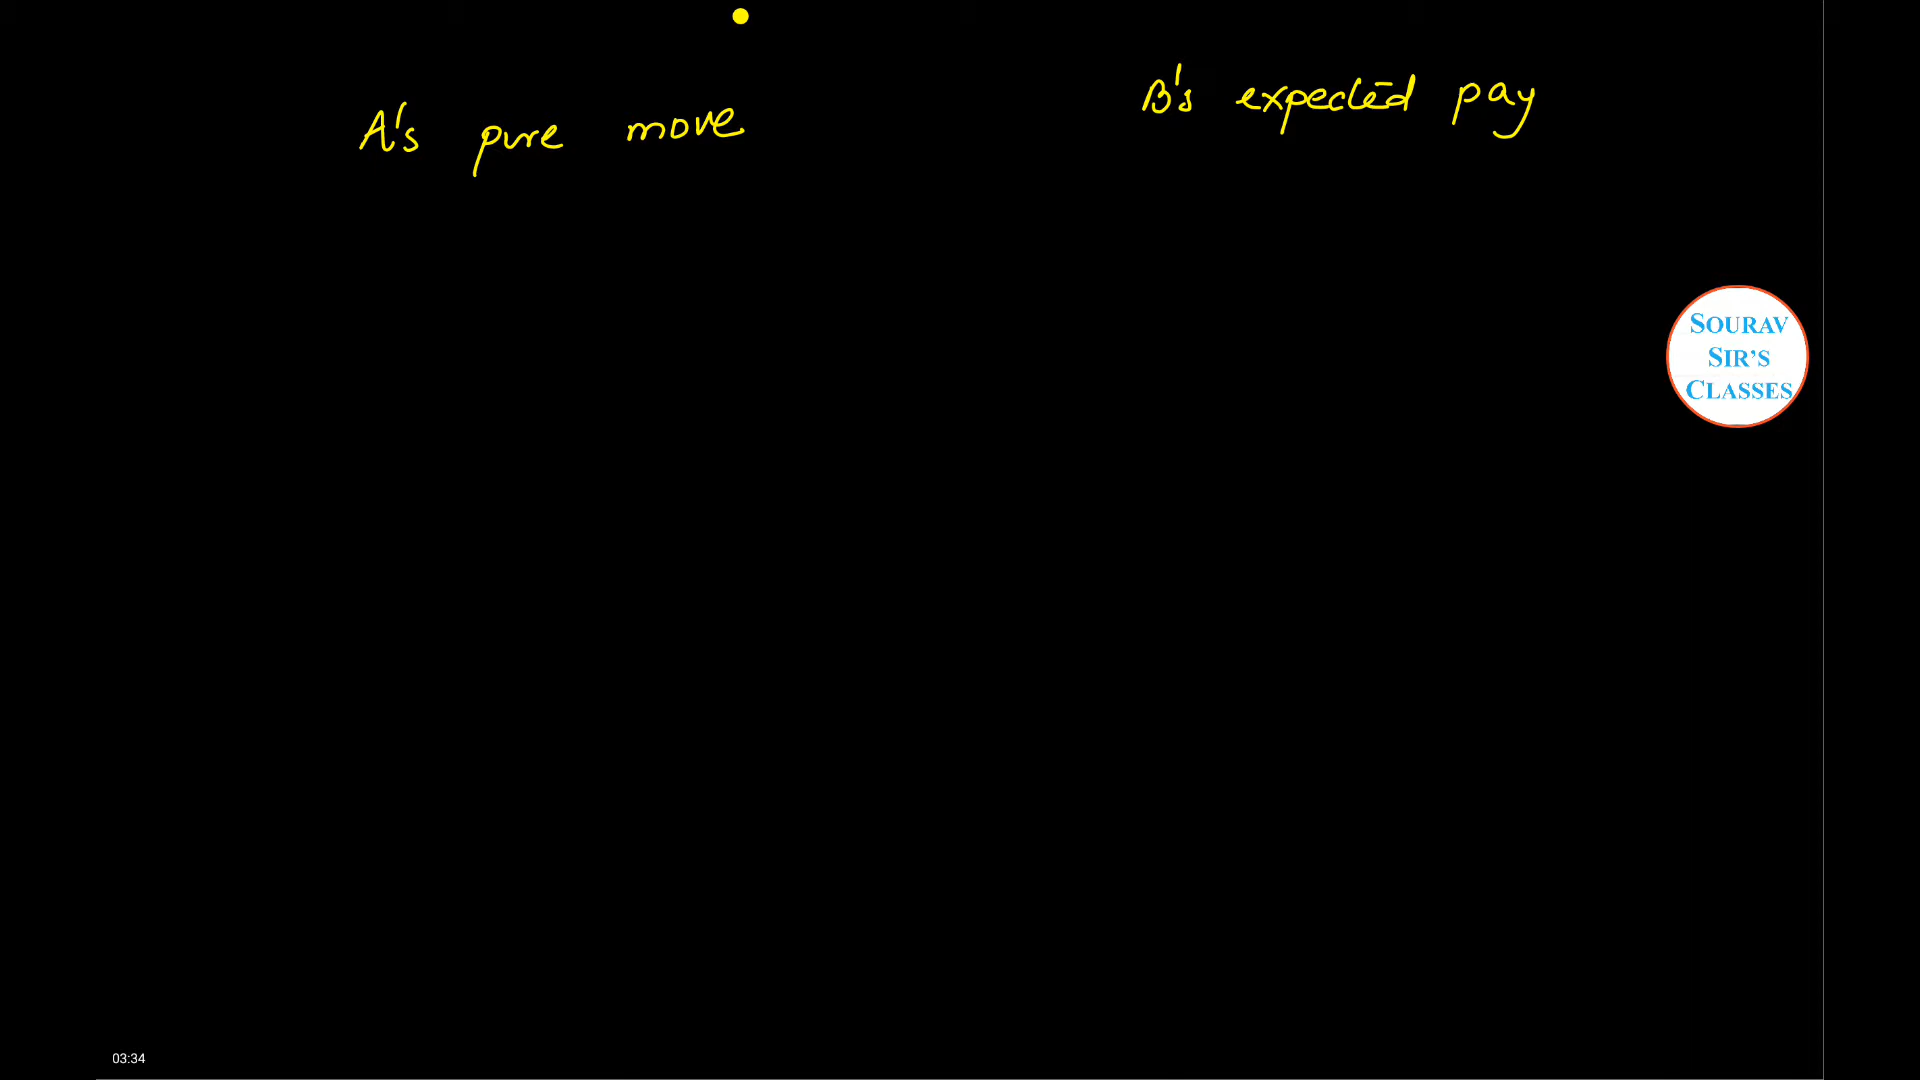 A's pure move
B's expected pay
SOURAV
SIR'S
CLASSES
03:34